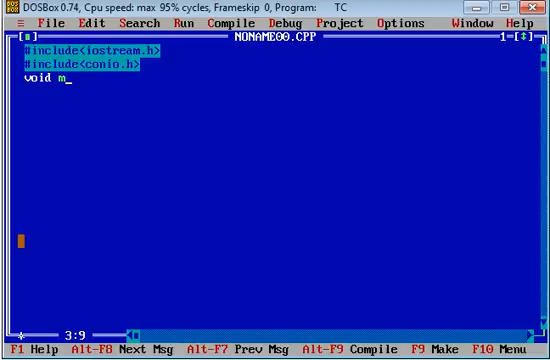 DOSBox 0.74, Cpu speed: max 95% cycles, Frameskip 0, Program: TC
≡ File Edit Search Run Compile Debug Project Options Window Help
NONAME00.CPP 1
#include<iostream.h>
#include<conio.h>
void m_
* 3:9
F1 Help Alt-F8 Next Msg Alt-F7 Prev Msg Alt-F9 Compile F9 Make F10 Menu